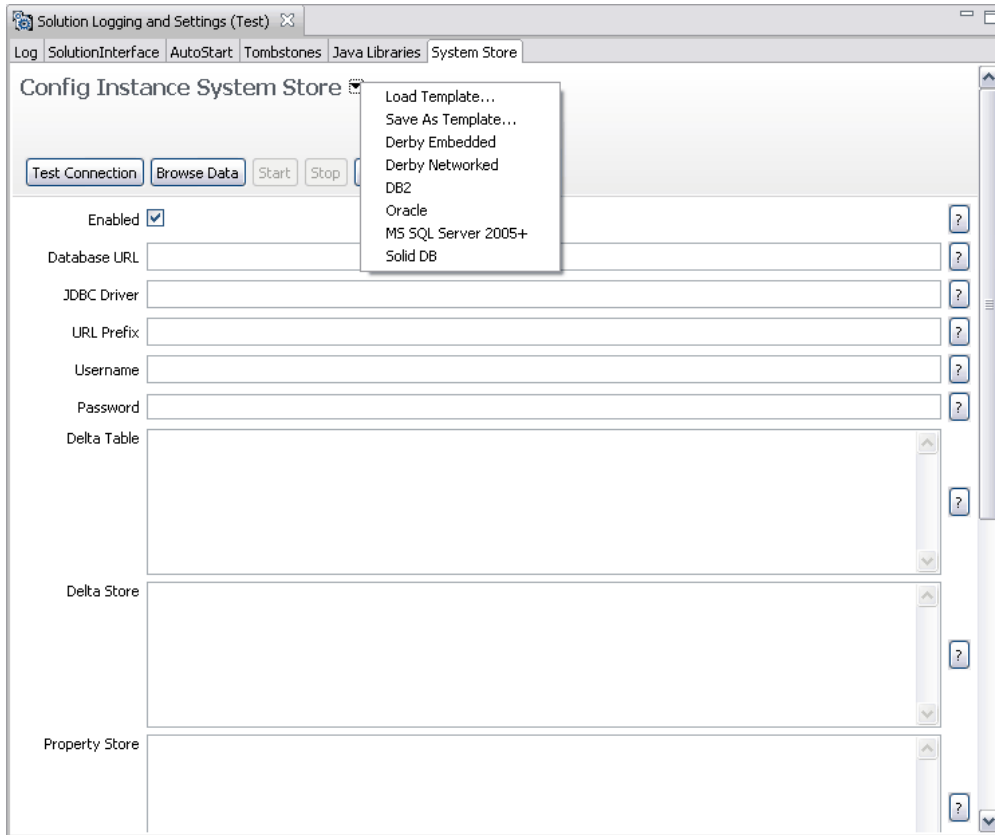 Solution Logging and Settings (Test)
Log SolutionInterface AutoStart Tombstones Java Libraries System Store
Config Instance System Store
Load Template...
Save As Template...
Derby Embedded
Derby Networked
DB2
Oracle
MS SQL Server 2005+
Solid DB
Test Connection Browse Data Start Stop
Enabled ?
Database URL ?
JDBC Driver ?
URL Prefix ?
Username ?
Password ?
Delta Table ?
Delta Store ?
Property Store ?